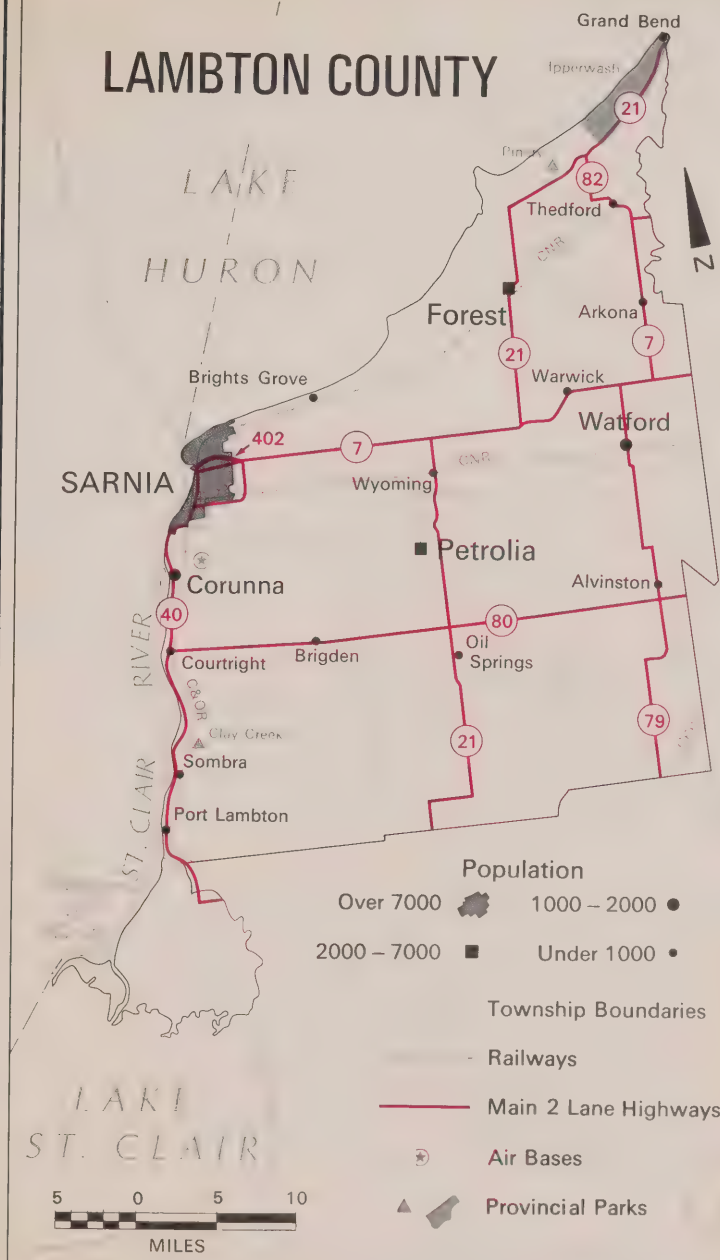 Grand Bend
LAMBTON COUNTY
Ipperwash
21
LAKE
82
Thedford
HURON
CNR
N
Forest
Arkona
21
7
Brights Grove
Warwick
402
7
Watford
SARNIA
CNR
Wyoming
Petrolia
Corunna
Alvinston
40
80
RIVER
Courtright
Brigden
Oil
Springs
C&OR
Clay Creek
21
79
Sombra
ST. CLAIR
Port Lambton
Population
Over 7000
1000 – 2000
2000 – 7000
Under 1000
Township Boundaries
Railways
LAKE
Main 2 Lane Highways
ST. CLAIR
Air Bases
5 0 5 10
Provincial Parks
MILES